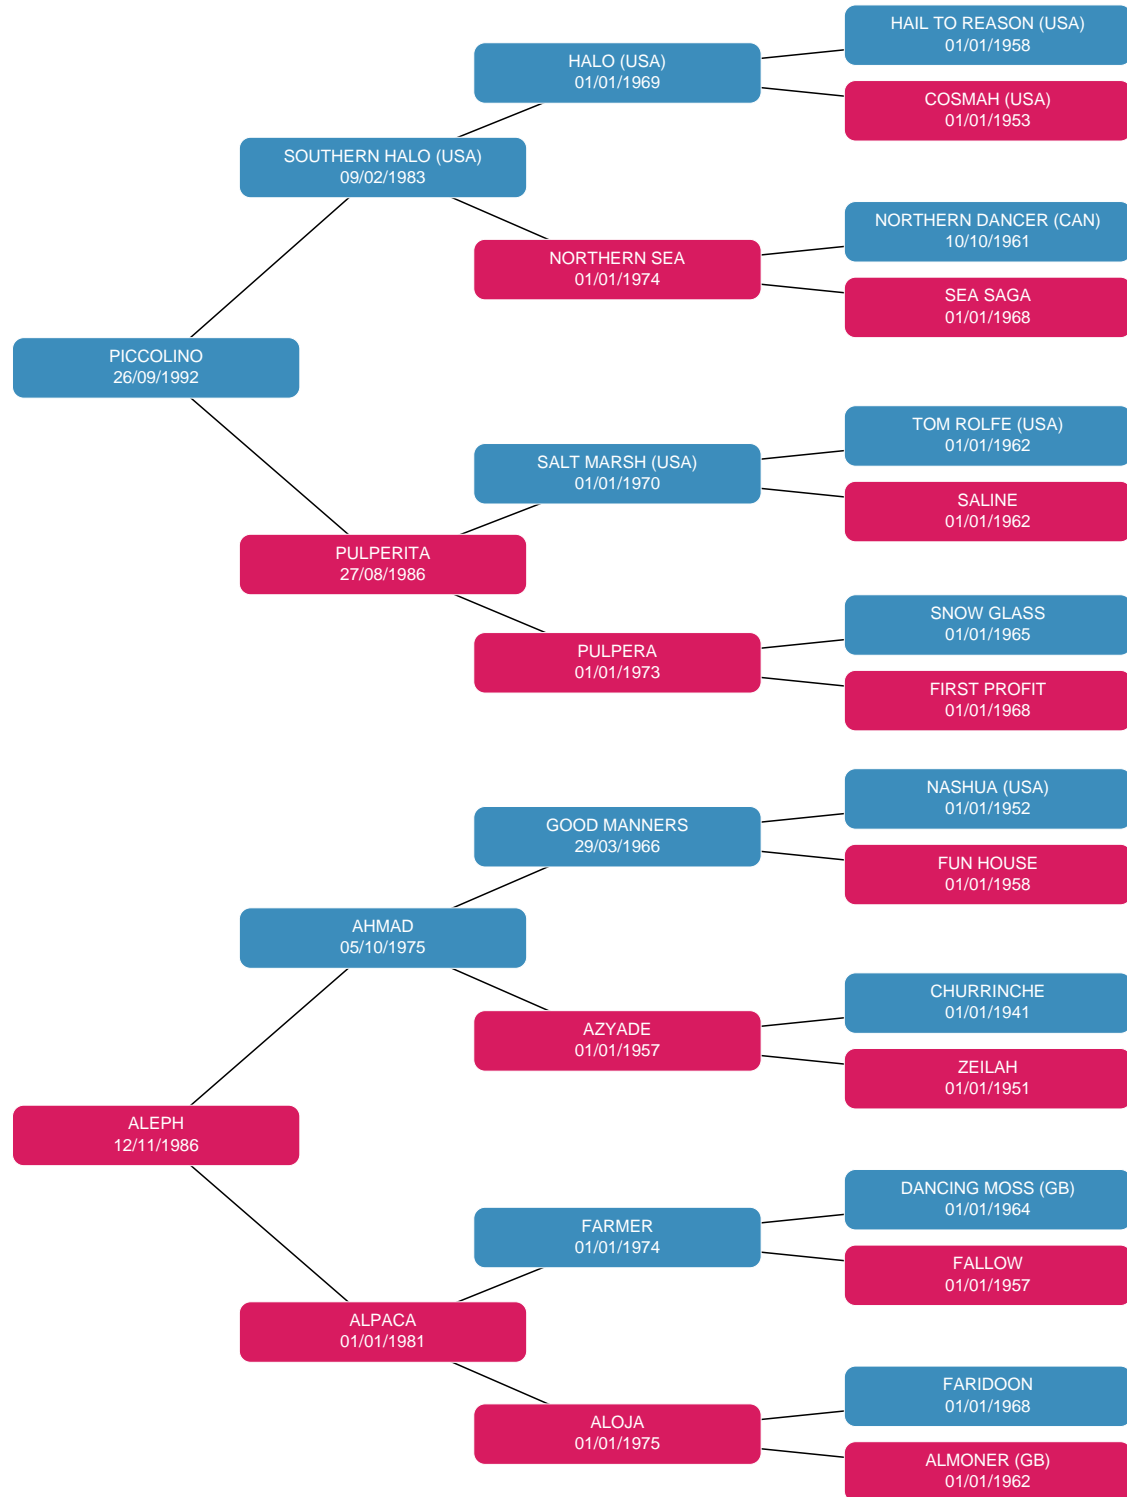 HAIL TO REASON (USA)
01/01/1958
HALO (USA)
01/01/1969
COSMAH (USA)
01/01/1953
SOUTHERN HALO (USA)
09/02/1983
NORTHERN DANCER (CAN)
10/10/1961
NORTHERN SEA
01/01/1974
SEA SAGA
01/01/1968
PICCOLINO
26/09/1992
TOM ROLFE (USA)
01/01/1962
SALT MARSH (USA)
01/01/1970
SALINE
01/01/1962
PULPERITA
27/08/1986
SNOW GLASS
01/01/1965
PULPERA
01/01/1973
FIRST PROFIT
01/01/1968
NASHUA (USA)
01/01/1952
GOOD MANNERS
29/03/1966
FUN HOUSE
01/01/1958
AHMAD
05/10/1975
CHURRINCHE
01/01/1941
AZYADE
01/01/1957
ZEILAH
01/01/1951
ALEPH
12/11/1986
DANCING MOSS (GB)
01/01/1964
FARMER
01/01/1974
FALLOW
01/01/1957
ALPACA
01/01/1981
FARIDOON
01/01/1968
ALOJA
01/01/1975
ALMONER (GB)
01/01/1962